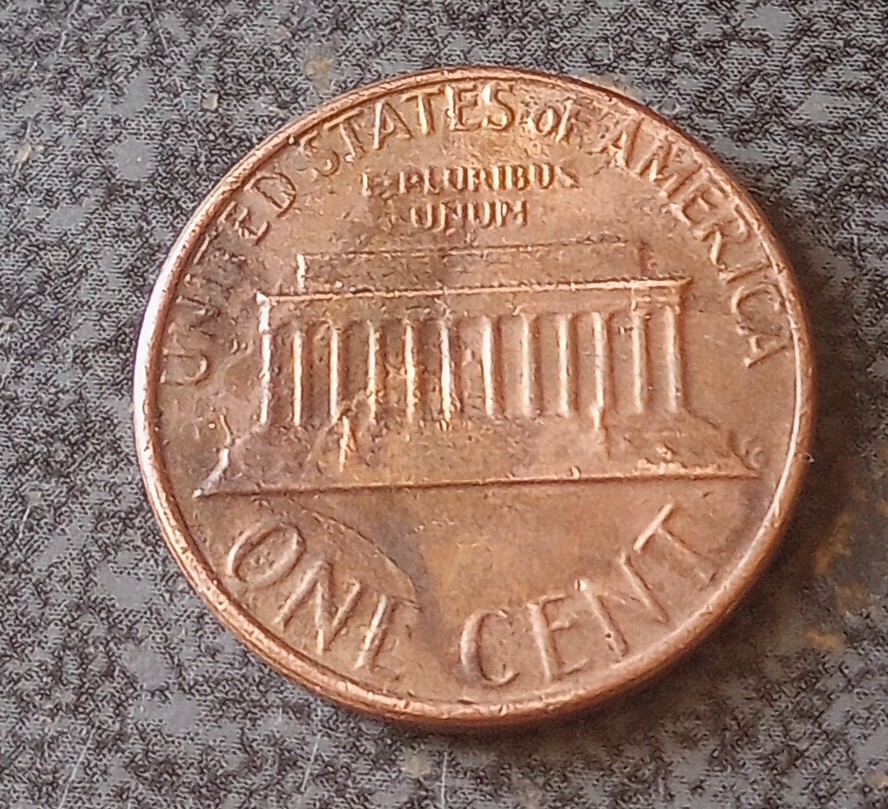 UNITED STATES OF AMERICA
E PLURIBUS
UNUM
ONE CENT